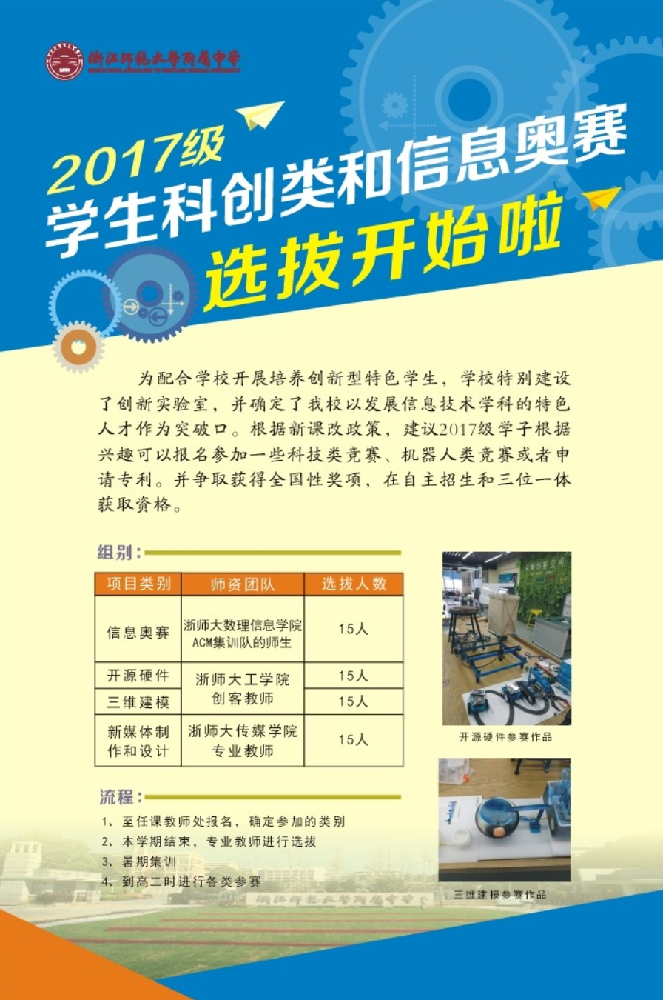 浙江师范大学附属中学
HIGH SCHOOL AFFILIATED TO ZHEJIANG NORMAL UNIVERSITY
2017级
学生科创类和信息奥赛
选拔开始啦
为配合学校开展培养创新型特色学生，学校特别建设
了创新实验室，并确定了我校以发展信息技术学科的特色
人才作为突破口。根据新课改政策，建议2017级学子根据
兴趣可以报名参加一些科技类竞赛、机器人类竞赛或者申
请专利。并争取获得全国性奖项，在自主招生和三位一体
获取资格。
组别：
项目类别 师资团队 选拔人数
信息奥赛 浙师大数理信息学院 15人
ACM集训队的师生
开源硬件 浙师大工学院 15人
创客教师
三维建模 15人
新媒体制 浙师大传媒学院 15人
作和设计 专业教师
开源硬件参赛作品
流程：
1、至任课教师处报名，确定参加的类别
2、本学期结束，专业教师进行选拔
3、暑期集训
4、到高二时进行各类参赛
三维建模参赛作品
浙江师范大学附属中学